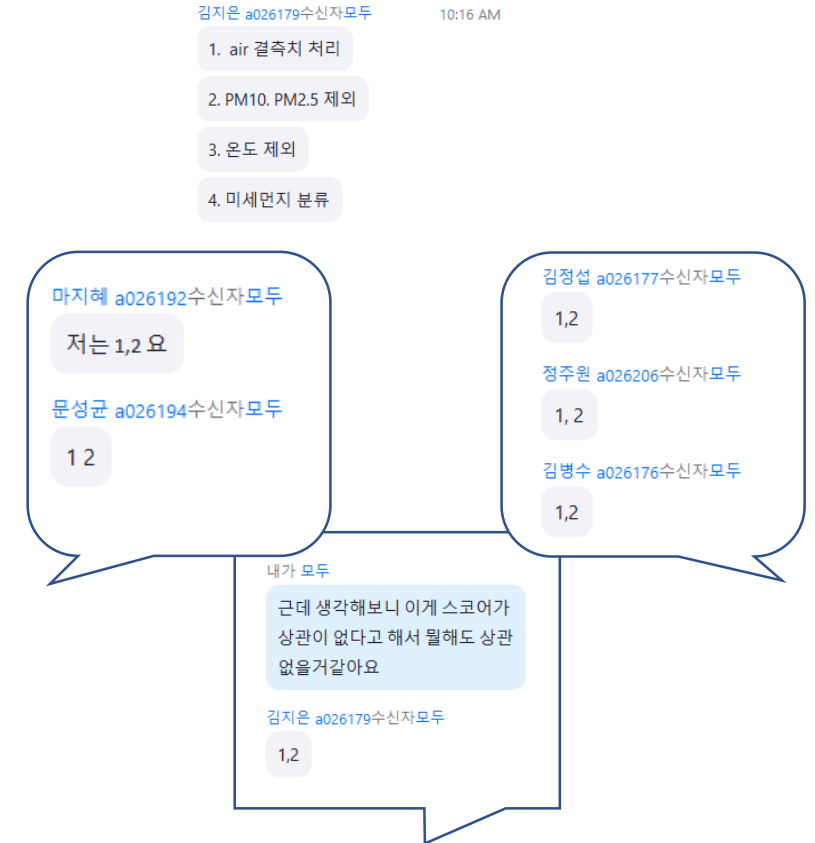 김지은 a026179수신자모두 10:16 AM
1. air 결측치 처리
2. PM10. PM2.5 제외
3. 온도 제외
4. 미세먼지 분류
마지혜 a026192수신자모두
저는 1,2 요
문성균 a026194수신자모두
1 2
김정섭 a026177수신자모두
1,2
정주원 a026206수신자모두
1, 2
김병수 a026176수신자모두
1,2
내가 모두
근데 생각해보니 이게 스코어가
상관이 없다고 해서 뭘해도 상관
없을거같아요
김지은 a026179수신자모두
1,2